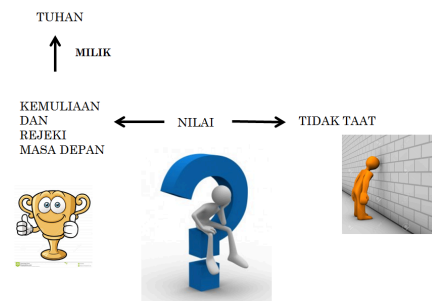 TUHAN
MILIK
KEMULIAAN
DAN
REJEKI
MASA DEPAN
NILAI
TIDAK TAAT